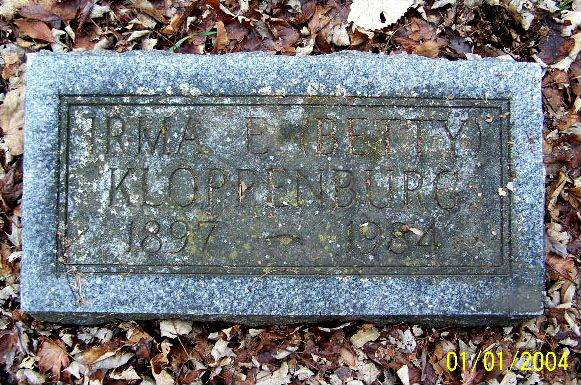 IRMA E. (BETTY)
KLOPPENBURG
1897 – 1984
01/01/2004